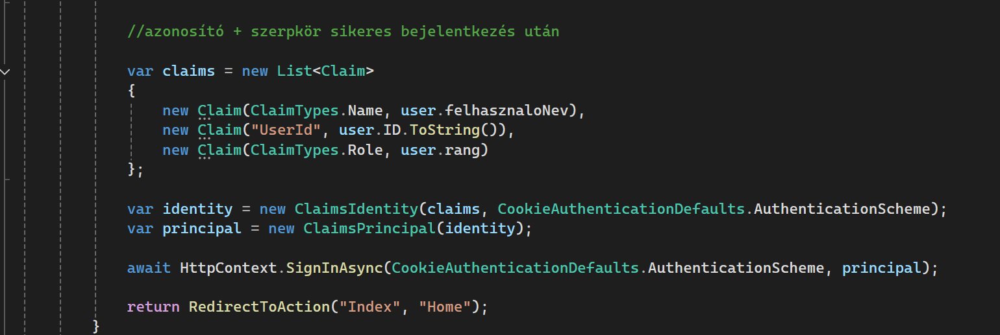 //azonosító + szerpkör sikeres bejelentkezés után
var claims = new List<Claim>
{
new Claim(ClaimTypes.Name, user.felhasznaloNev),
new Claim("UserId", user.ID.ToString()),
new Claim(ClaimTypes.Role, user.rang)
};
var identity = new ClaimsIdentity(claims, CookieAuthenticationDefaults.AuthenticationScheme);
var principal = new ClaimsPrincipal(identity);
await HttpContext.SignInAsync(CookieAuthenticationDefaults.AuthenticationScheme, principal);
return RedirectToAction("Index", "Home");
}